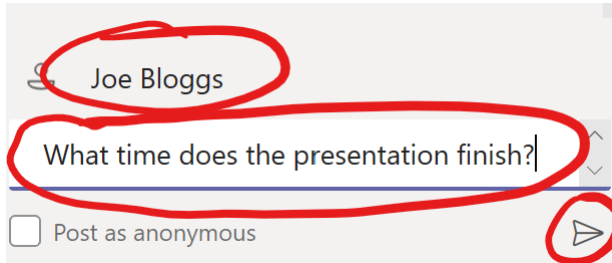 Joe Bloggs
What time does the presentation finish?
Post as anonymous